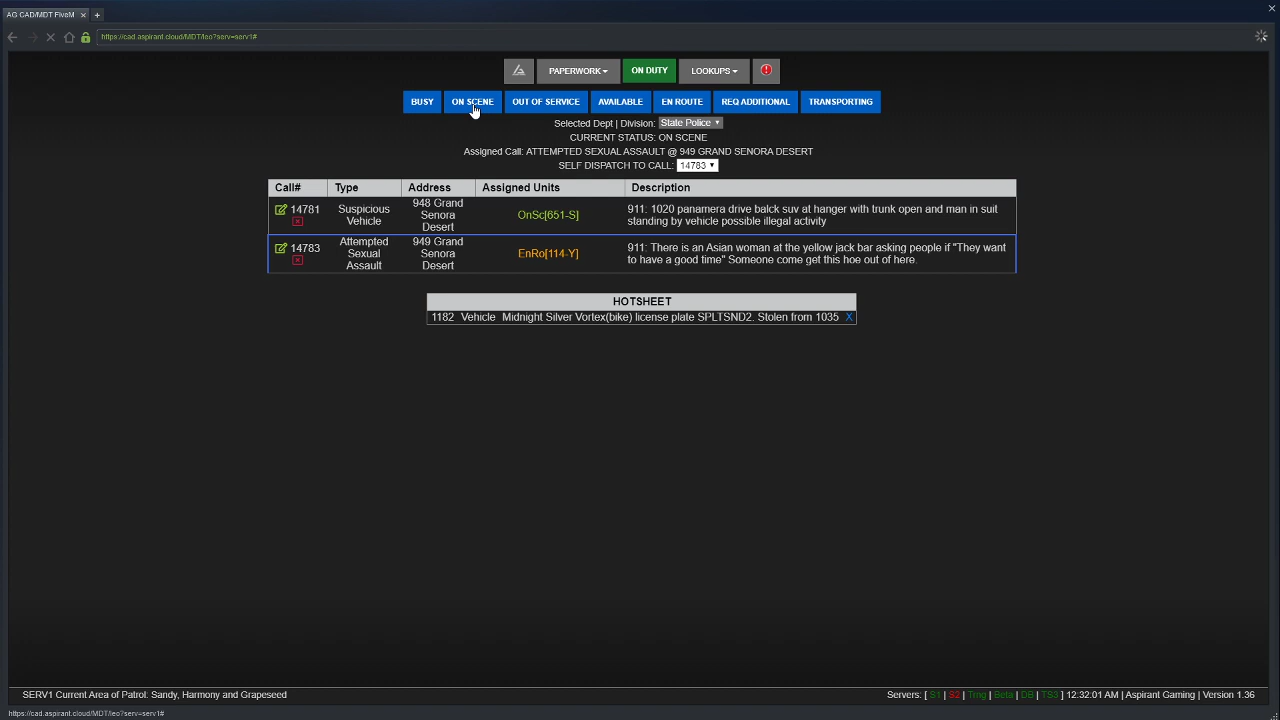 AG CAD/MDT FiveM
https://cad.aspirant.cloud/MDT/leo?serv=serv1#
PAPERWORK ON DUTY LOOKUPS
BUSY ON SCENE OUT OF SERVICE AVAILABLE EN ROUTE REQ ADDITIONAL TRANSPORTING
Selected Dept | Division: State Police
CURRENT STATUS: ON SCENE
Assigned Call: ATTEMPTED SEXUAL ASSAULT @ 949 GRAND SENORA DESERT
SELF DISPATCH TO CALL: 14783
Call# Type Address Assigned Units Description
14781 Suspicious Vehicle 948 Grand Senora Desert OnSc[651-S] 911: 1020 panamera drive balck suv at hanger with trunk open and man in suit
standing by vehicle possible illegal activity
14783 Attempted Sexual Assault 949 Grand Senora Desert EnRo[114-Y] 911: There is an Asian woman at the yellow jack bar asking people if "They want
to have a good time" Someone come get this hoe out of here.
HOTSHEET
1182 Vehicle Midnight Silver Vortex(bike) license plate SPLTSND2. Stolen from 1035 X
SERV1 Current Area of Patrol: Sandy, Harmony and Grapeseed
Servers: [ S1 | S2 | Trng | Beta | DB | TS3 ] 12:32:01 AM | Aspirant Gaming | Version 1.36
https://cad.aspirant.cloud/MDT/leo?serv=serv1#